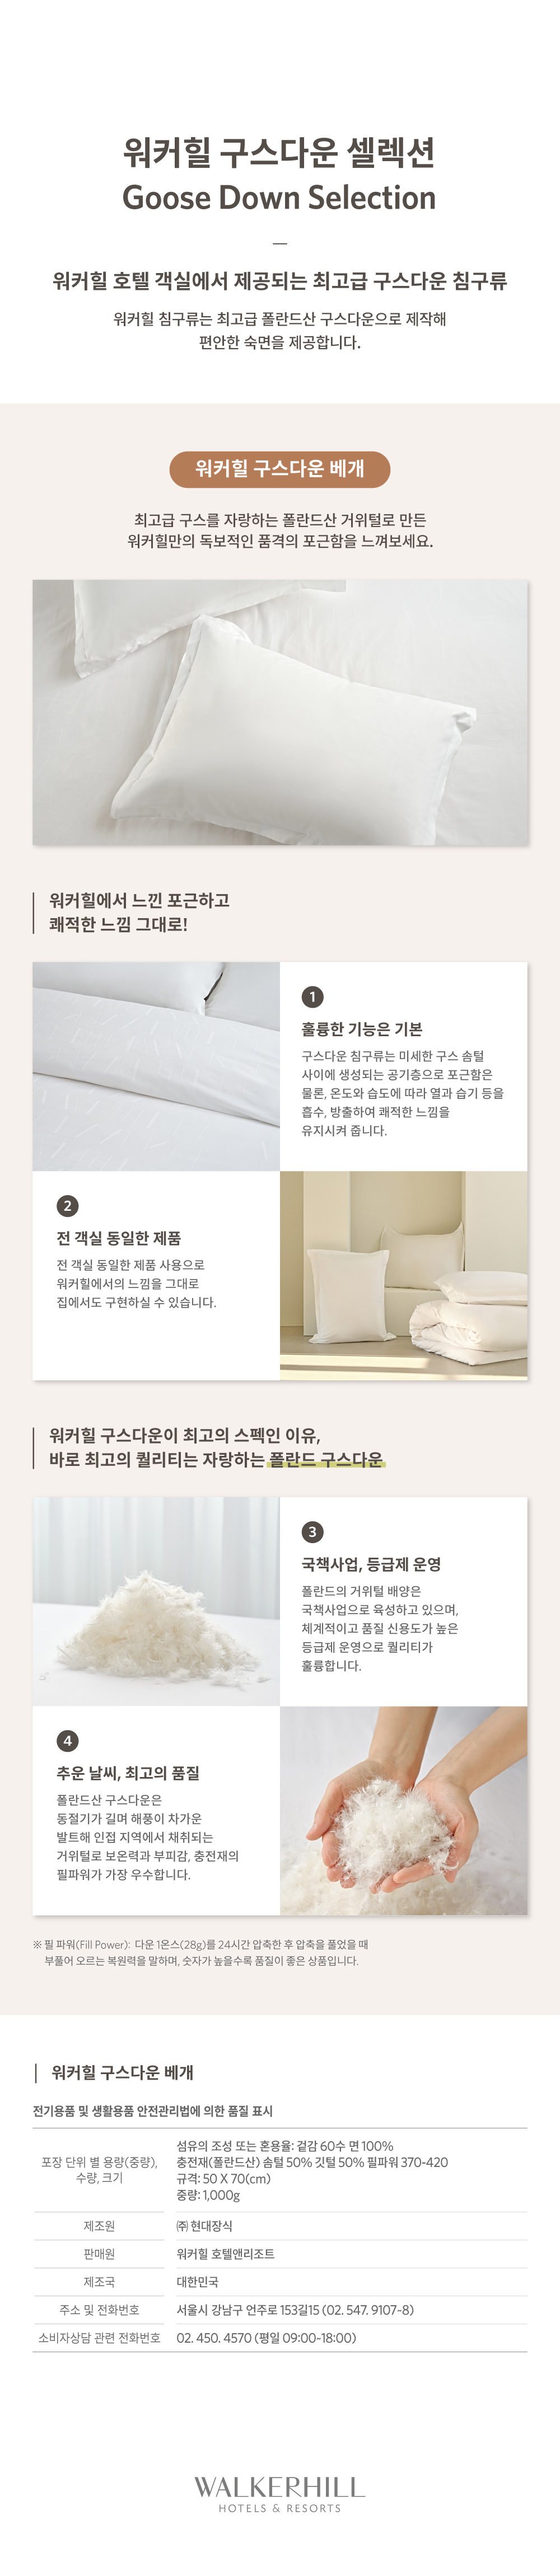 워커힐 구스다운 셀렉션
Goose Down Selection
워커힐 호텔 객실에서 제공되는 최고급 구스다운 침구류
워커힐 침구류는 최고급 폴란드산 구스다운으로 제작해
편안한 숙면을 제공합니다.
워커힐 구스다운 베개
최고급 구스를 자랑하는 폴란드산 거위털로 만든
워커힐만의 독보적인 품격의 포근함을 느껴보세요.
워커힐에서 느낀 포근하고
쾌적한 느낌 그대로!
1
훌륭한 기능은 기본
구스다운 침구류는 미세한 구스 솜털
사이에 생성되는 공기층으로 포근함은
물론, 온도와 습도에 따라 열과 습기 등을
흡수, 방출하여 쾌적한 느낌을
유지시켜 줍니다.
2
전 객실 동일한 제품
전 객실 동일한 제품 사용으로
워커힐에서의 느낌을 그대로
집에서도 구현하실 수 있습니다.
워커힐 구스다운이 최고의 스펙인 이유,
바로 최고의 퀄리티는 자랑하는 폴란드 구스다운
3
국책사업, 등급제 운영
폴란드의 거위털 배양은
국책사업으로 육성하고 있으며,
체계적이고 품질 신용도가 높은
등급제 운영으로 퀄리티가
훌륭합니다.
4
추운 날씨, 최고의 품질
폴란드산 구스다운은
동절기가 길며 해풍이 차가운
발트해 인접 지역에서 채취되는
거위털로 보온력과 부피감, 충전재의
필파워가 가장 우수합니다.
※ 필 파워(Fill Power): 다운 1온스(28g)를 24시간 압축한 후 압축을 풀었을 때
부풀어 오르는 복원력을 말하며, 숫자가 높을수록 품질이 좋은 상품입니다.
워커힐 구스다운 베개
전기용품 및 생활용품 안전관리법에 의한 품질 표시
포장 단위 별 용량(중량),
수량, 크기
섬유의 조성 또는 혼용율: 겉감 60수 면 100%
충전재(폴란드산) 솜털 50% 깃털 50% 필파워 370-420
규격: 50 X 70(cm)
중량: 1,000g
제조원 ㈜ 현대장식
판매원 워커힐 호텔앤리조트
제조국 대한민국
주소 및 전화번호 서울시 강남구 언주로 153길15 (02. 547. 9107-8)
소비자상담 관련 전화번호 02. 450. 4570 (평일 09:00-18:00)
WALKERHILL
HOTELS & RESORTS